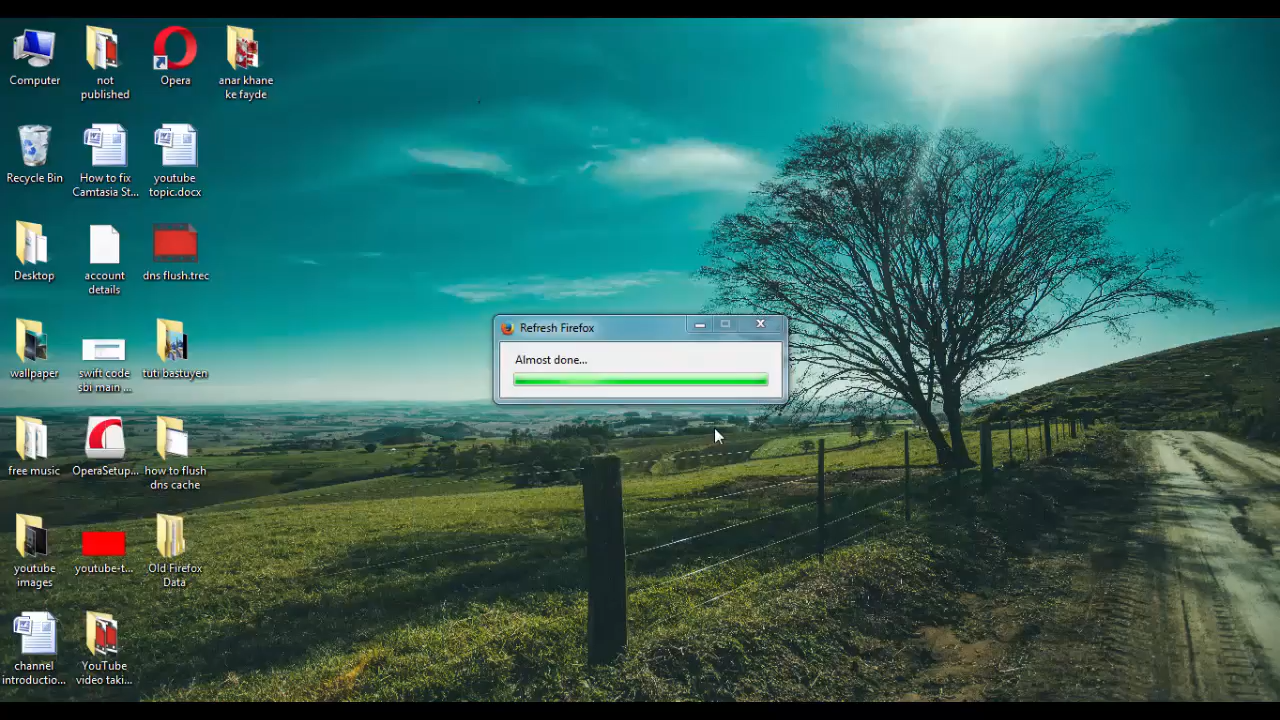 Computer
not
published
Opera
anar khane
ke fayde
Recycle Bin
How to fix
Camtasia St...
youtube
topic.docx
Desktop
account
details
dns flush.trec
wallpaper
swift code
sbi main ...
tuti bastuyen
free music
OperaSetup...
how to flush
dns cache
youtube
images
youtube-t...
Old Firefox
Data
channel
introductio...
YouTube
video taki...
Refresh Firefox
Almost done...